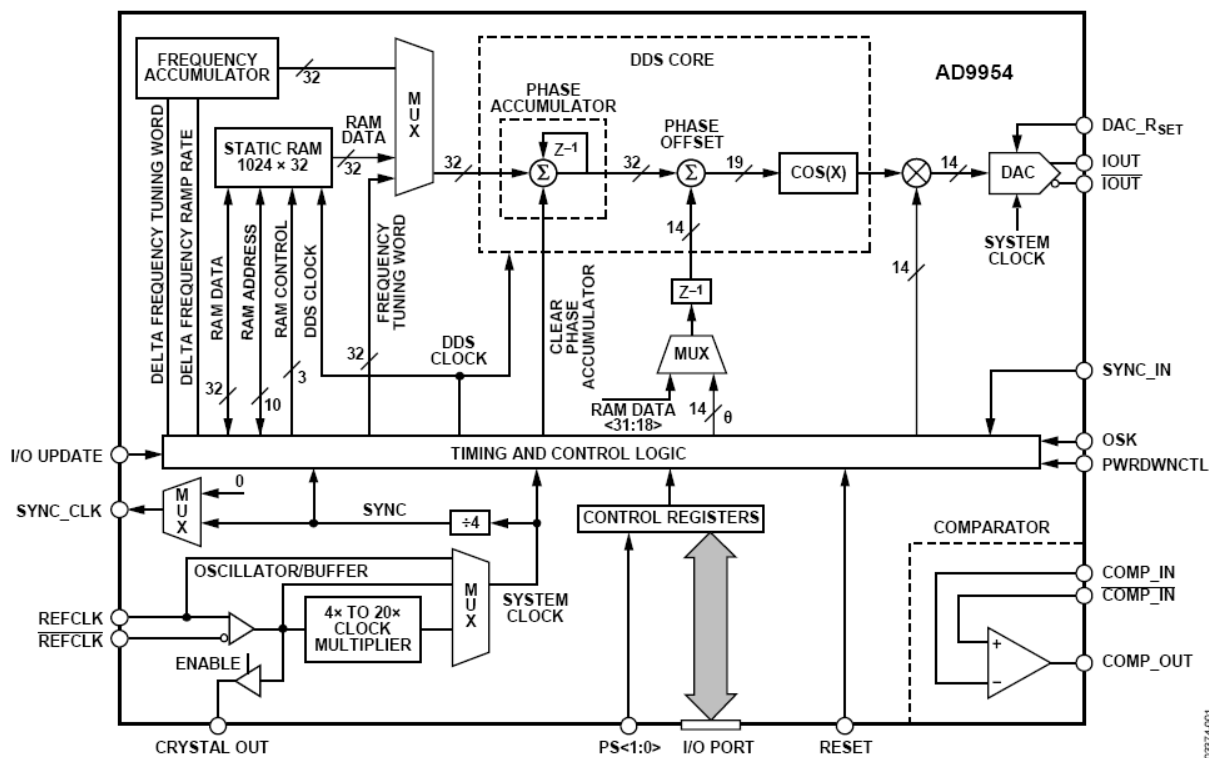 FREQUENCY
ACCUMULATOR
32
MUX
DDS CORE
AD9954
PHASE
ACCUMULATOR
Z–1
Σ
STATIC RAM
1024 × 32
RAM
DATA
32
32
32
PHASE
OFFSET
Σ
19
COS(X)
14
DAC
DAC_RSET
IOUT
IOUT
SYSTEM
CLOCK
DELTA FREQUENCY TUNING WORD
DELTA FREQUENCY RAMP RATE
RAM DATA
32
RAM ADDRESS
10
RAM CONTROL
3
DDS CLOCK
FREQUENCY
TUNING WORD
32
DDS
CLOCK
CLEAR
PHASE
ACCUMULATOR
14
Z–1
MUX
RAM DATA
<31:18>
14
θ
14
SYNC_IN
OSK
PWRDWNCTL
I/O UPDATE
TIMING AND CONTROL LOGIC
SYNC_CLK
MUX
0
SYNC
÷4
CONTROL REGISTERS
COMPARATOR
OSCILLATOR/BUFFER
REFCLK
REFCLK
4× TO 20×
CLOCK
MULTIPLIER
MUX
SYSTEM
CLOCK
ENABLE
COMP_IN
COMP_IN
+
–
COMP_OUT
CRYSTAL OUT
PS<1:0>
I/O PORT
RESET
03374-001